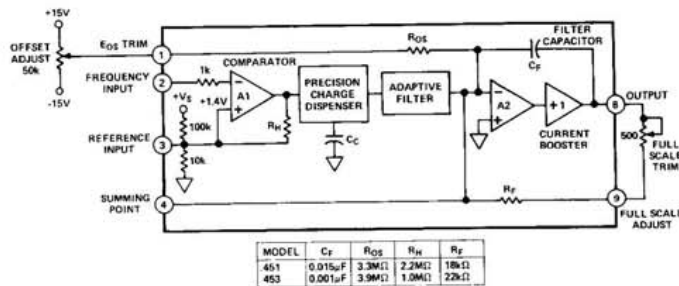 +15V
OFFSET
ADJUST
50k
-15V
EOS TRIM
1
FREQUENCY
INPUT
2
1k
COMPARATOR
A1
+VS
+1.4V
100k
RH
REFERENCE
INPUT
3
10k
SUMMING
POINT
4
PRECISION
CHARGE
DISPENSER
CC
ADAPTIVE
FILTER
ROS
FILTER
CAPACITOR
CF
A2
+1
CURRENT
BOOSTER
RF
OUTPUT
8
500
FULL
SCALE
TRIM
9
FULL SCALE
ADJUST
MODEL CF ROS RH RF
451 0.015µF 3.3MΩ 2.2MΩ 18kΩ
453 0.001µF 3.9MΩ 1.0MΩ 22kΩ